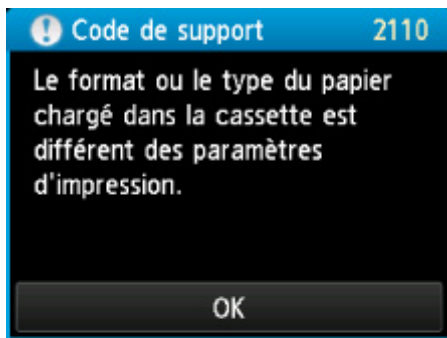 Code de support 2110
Le format ou le type du papier
chargé dans la cassette est
différent des paramètres
d'impression.
OK